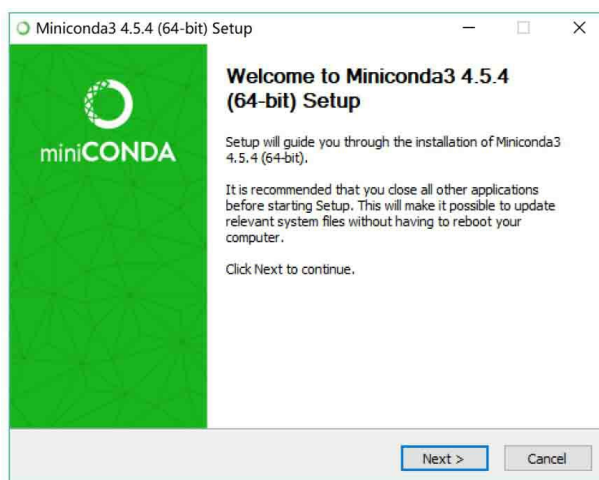 Miniconda3 4.5.4 (64-bit) Setup
miniCONDA
Welcome to Miniconda3 4.5.4
(64-bit) Setup
Setup will guide you through the installation of Miniconda3
4.5.4 (64-bit).
It is recommended that you close all other applications
before starting Setup. This will make it possible to update
relevant system files without having to reboot your
computer.
Click Next to continue.
Next >
Cancel